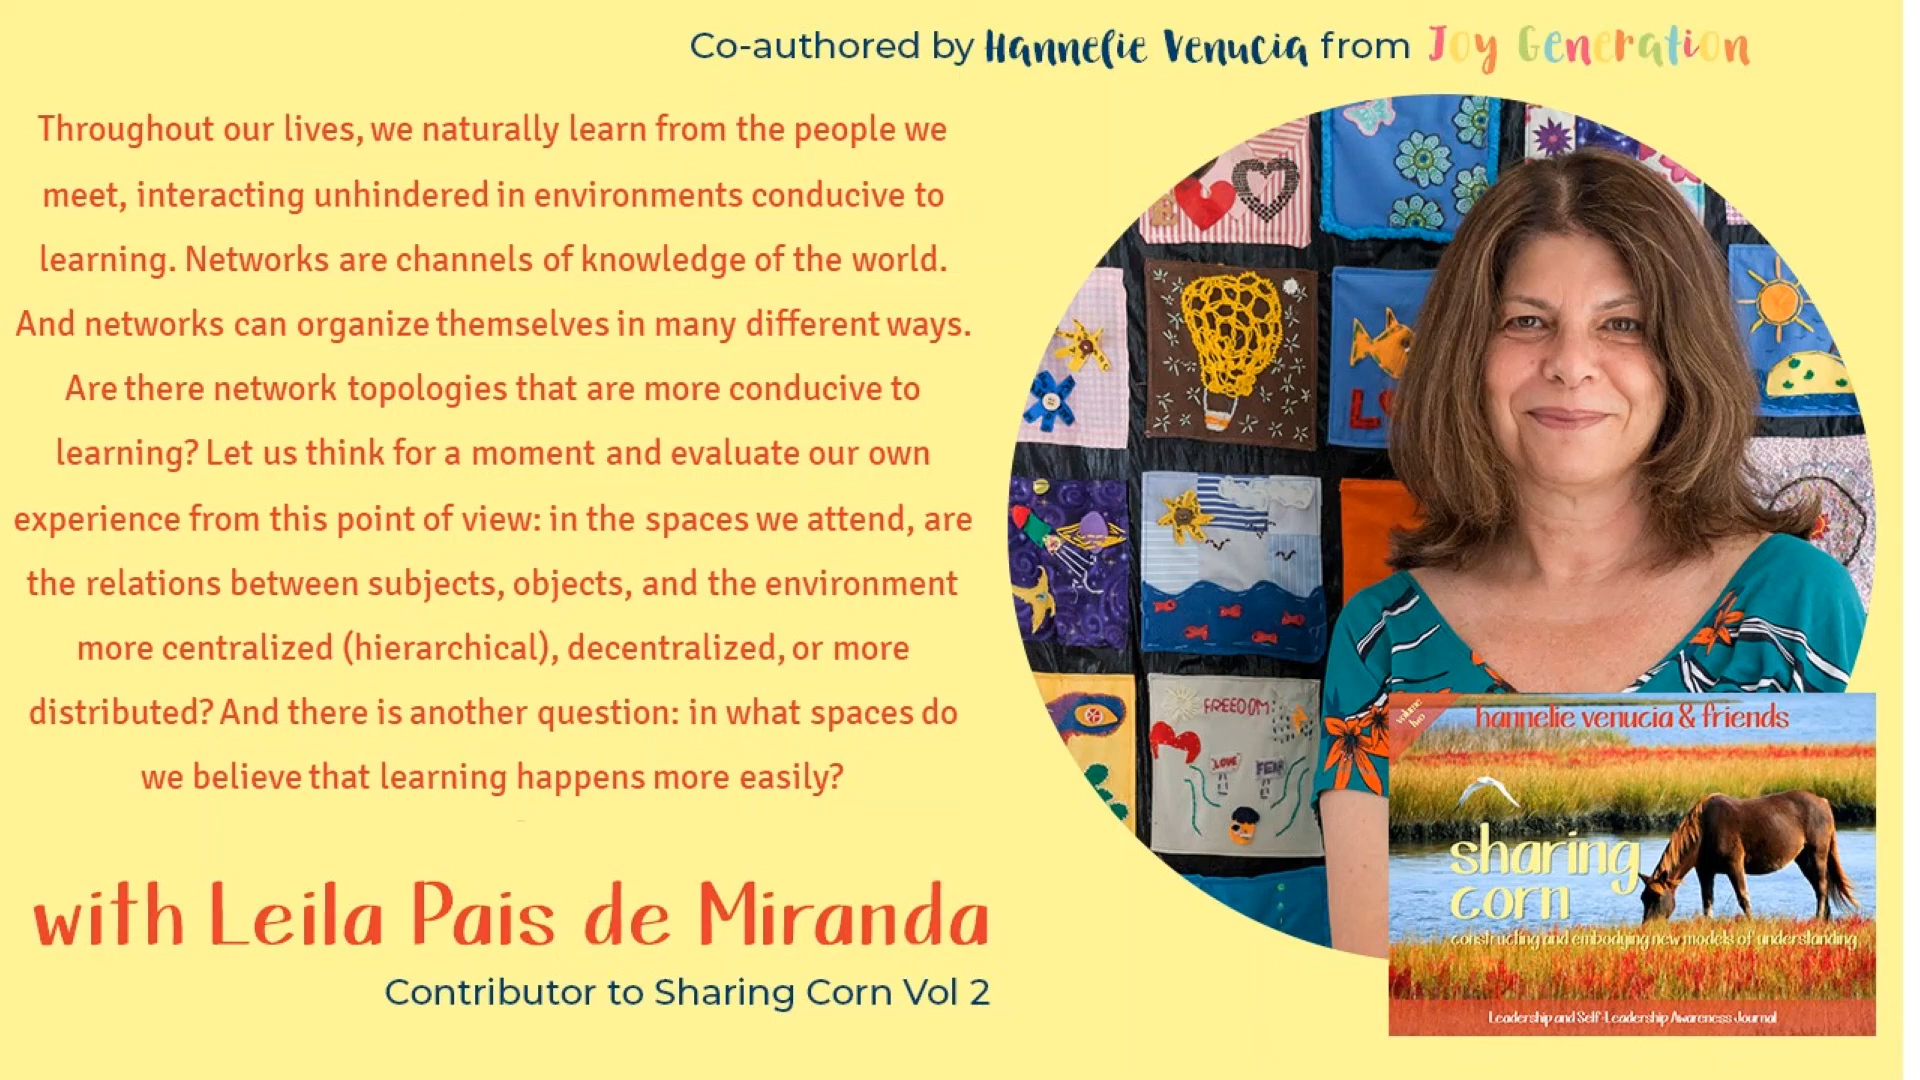 Co-authored by Hannelie Venucia from Joy Generation
Throughout our lives, we naturally learn from the people we
meet, interacting unhindered in environments conducive to
learning. Networks are channels of knowledge of the world.
And networks can organize themselves in many different ways.
Are there network topologies that are more conducive to
learning? Let us think for a moment and evaluate our own
experience from this point of view: in the spaces we attend, are
the relations between subjects, objects, and the environment
more centralized (hierarchical), decentralized, or more
distributed? And there is another question: in what spaces do
we believe that learning happens more easily?
with Leila Pais de Miranda
Contributor to Sharing Corn Vol 2
FREEDOM
LOVE
FEAR
volume
two
hannelie venucia & friends
sharing
corn
constructing and embodying new models of understanding
Leadership and Self-Leadership Awareness Journal